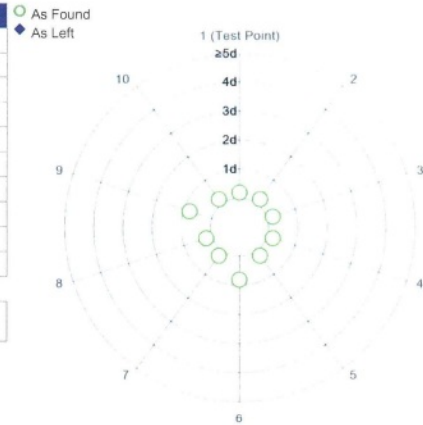 As Found
As Left
1 (Test Point)
≥5d
4d
3d
2d
1d
2
3
4
5
6
7
8
9
10